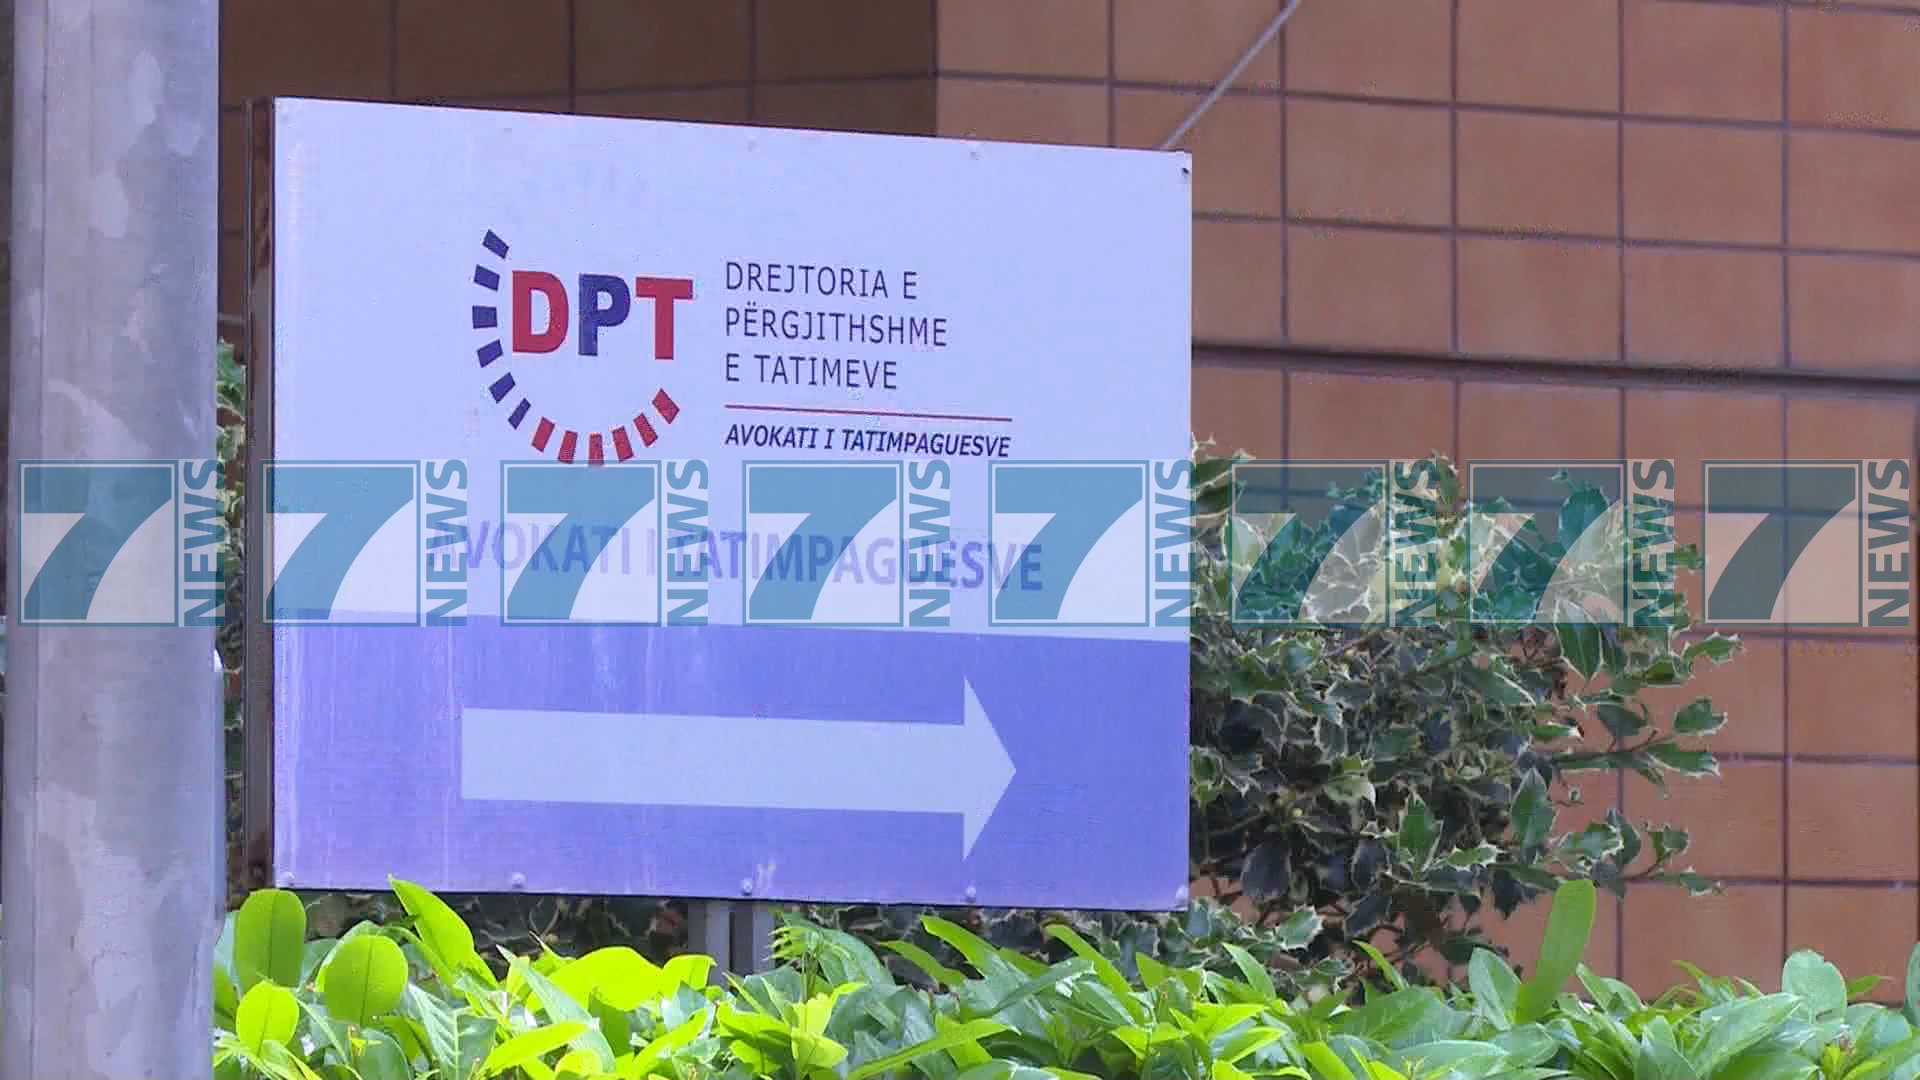 DPT
DREJTORIA E
PËRGJITHSHME
E TATIMEVE
AVOKATI I TATIMPAGUESVE
AVOKATI I TATIMPAGUESVE
7 NEWS 7 NEWS 7 NEWS 7 NEWS 7 NEWS 7 NEWS 7 NEWS 7 NEWS